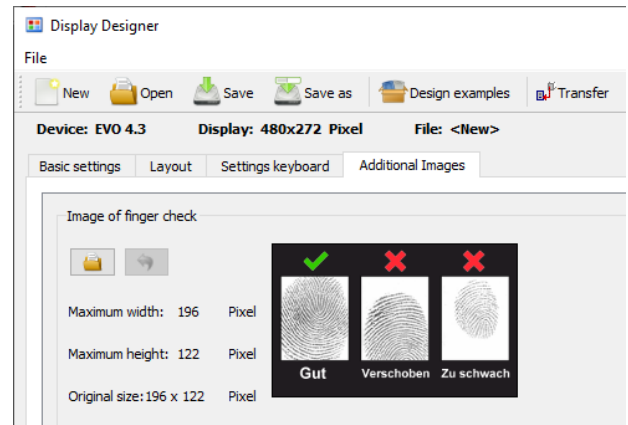 Display Designer
File
New Open Save Save as Design examples Transfer
Device: EVO 4.3 Display: 480x272 Pixel File: <New>
Basic settings Layout Settings keyboard Additional Images
Image of finger check
Maximum width: 196 Pixel
Maximum height: 122 Pixel
Original size: 196 x 122 Pixel
Gut Verschoben Zu schwach